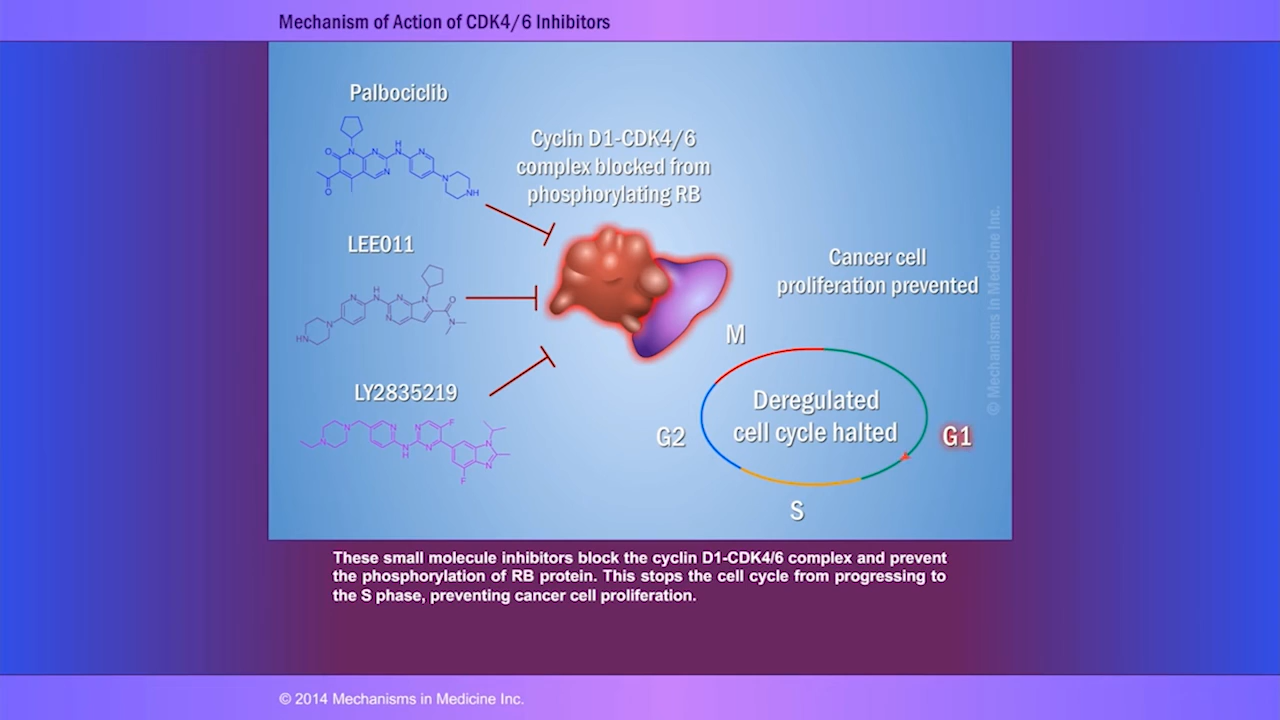 Mechanism of Action of CDK4/6 Inhibitors
Palbociclib
N
O
N
N
H
N
N
O
N
N
NH
Cyclin D1-CDK4/6
complex blocked from
phosphorylating RB
LEE011
N
H
N
N
N
N
O
N
N
HN
Cancer cell
proliferation prevented
© Mechanisms in Medicine Inc.
M
LY2835219
N
N
N
N
H
N
N
F
N
N
F
Deregulated
cell cycle halted
G2
G1
S
These small molecule inhibitors block the cyclin D1-CDK4/6 complex and prevent
the phosphorylation of RB protein. This stops the cell cycle from progressing to
the S phase, preventing cancer cell proliferation.
© 2014 Mechanisms in Medicine Inc.